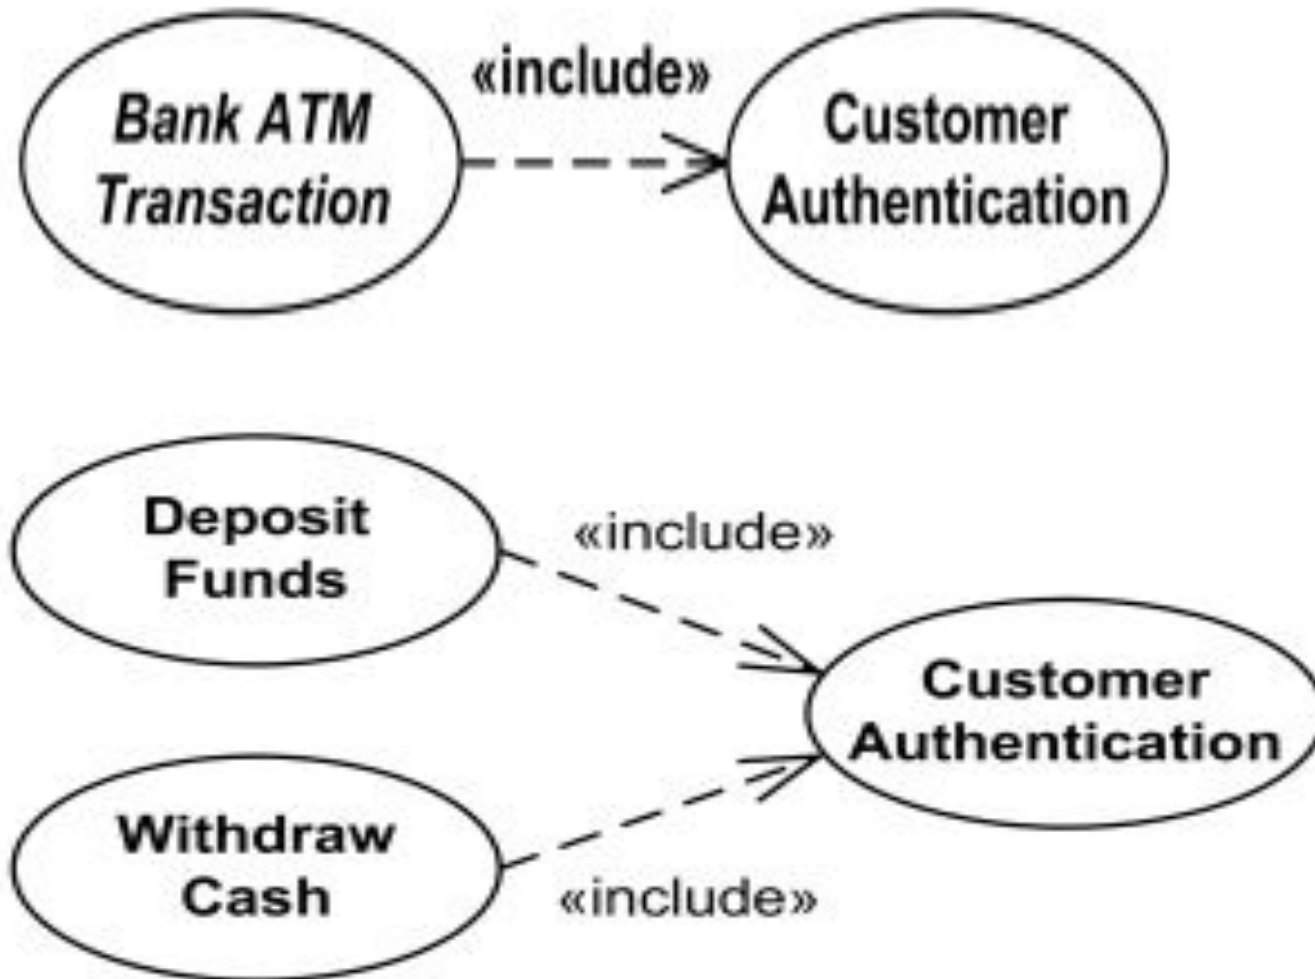 Bank ATM
Transaction
«include»
Customer
Authentication
Deposit
Funds
«include»
Customer
Authentication
Withdraw
Cash
«include»